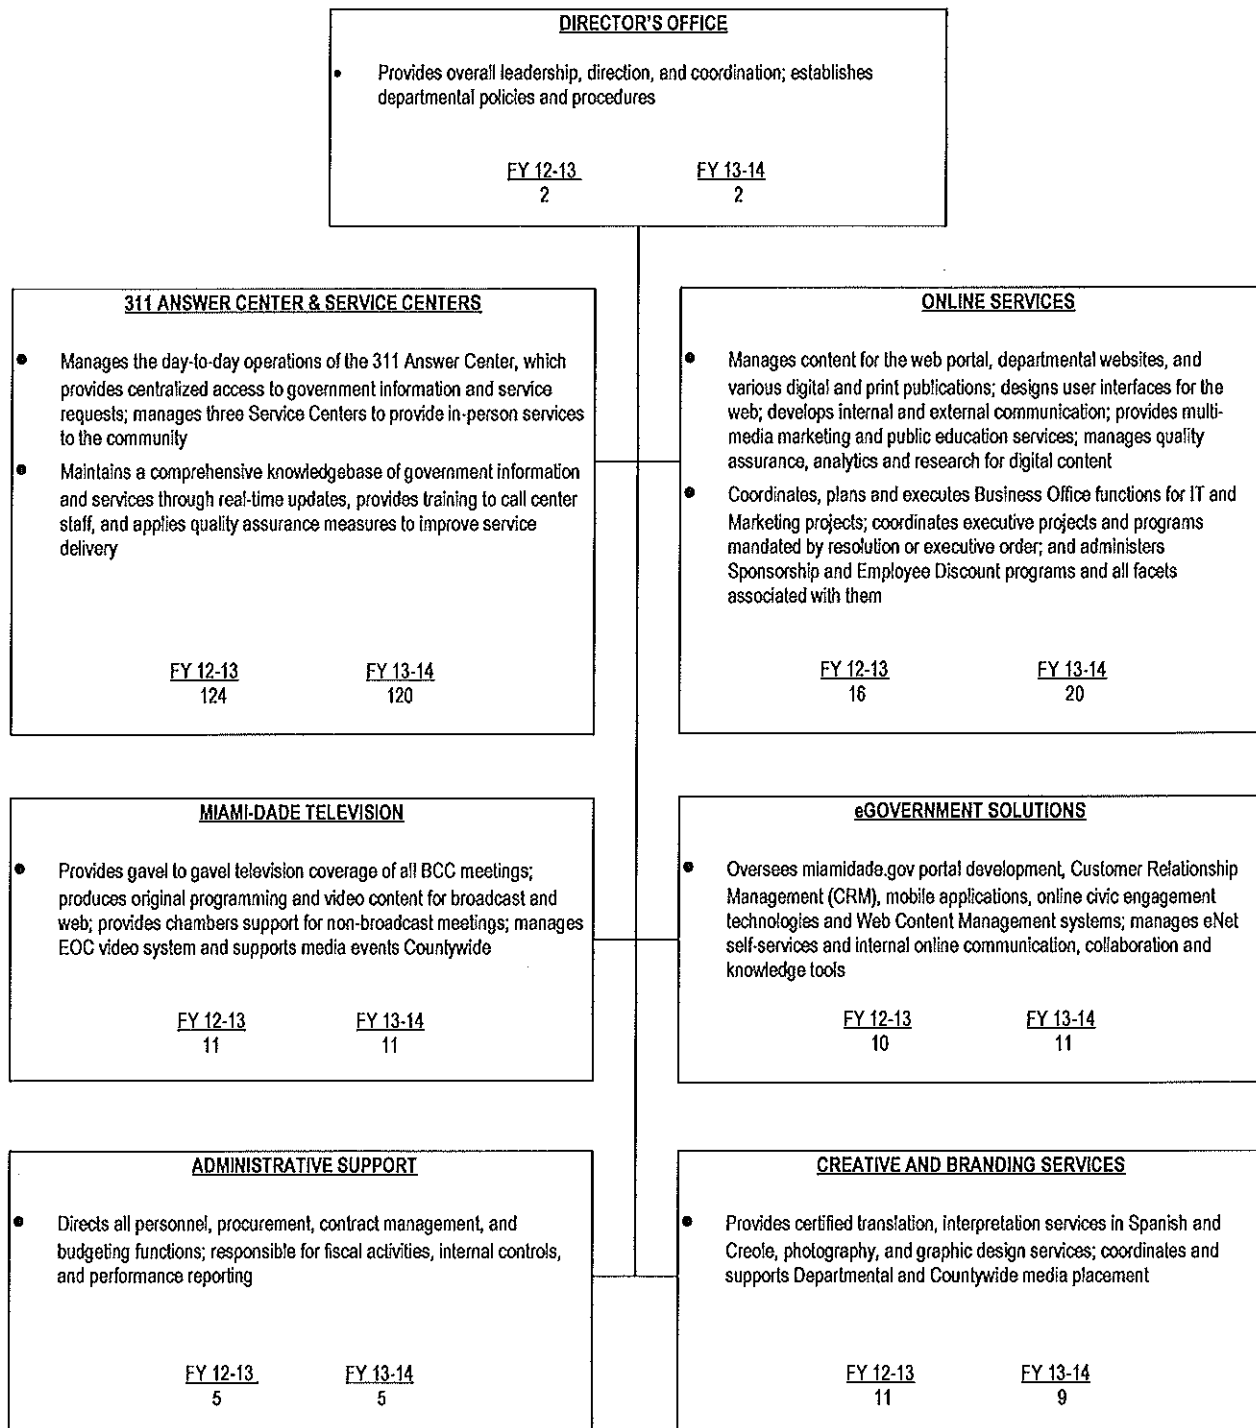 DIRECTOR'S OFFICE
• Provides overall leadership, direction, and coordination; establishes
departmental policies and procedures
FY 12-13 FY 13-14
2 2
311 ANSWER CENTER & SERVICE CENTERS
• Manages the day-to-day operations of the 311 Answer Center, which
provides centralized access to government information and service
requests; manages three Service Centers to provide in-person services
to the community
• Maintains a comprehensive knowledgebase of government information
and services through real-time updates, provides training to call center
staff, and applies quality assurance measures to improve service
delivery
FY 12-13 FY 13-14
124 120
ONLINE SERVICES
• Manages content for the web portal, departmental websites, and
various digital and print publications; designs user interfaces for the
web; develops internal and external communication; provides multi-
media marketing and public education services; manages quality
assurance, analytics and research for digital content
• Coordinates, plans and executes Business Office functions for IT and
Marketing projects; coordinates executive projects and programs
mandated by resolution or executive order; and administers
Sponsorship and Employee Discount programs and all facets
associated with them
FY 12-13 FY 13-14
16 20
MIAMI-DADE TELEVISION
• Provides gavel to gavel television coverage of all BCC meetings;
produces original programming and video content for broadcast and
web; provides chambers support for non-broadcast meetings; manages
EOC video system and supports media events Countywide
FY 12-13 FY 13-14
11 11
eGOVERNMENT SOLUTIONS
• Oversees miamidade.gov portal development, Customer Relationship
Management (CRM), mobile applications, online civic engagement
technologies and Web Content Management systems; manages eNet
self-services and internal online communication, collaboration and
knowledge tools
FY 12-13 FY 13-14
10 11
ADMINISTRATIVE SUPPORT
• Directs all personnel, procurement, contract management, and
budgeting functions; responsible for fiscal activities, internal controls,
and performance reporting
FY 12-13 FY 13-14
5 5
CREATIVE AND BRANDING SERVICES
• Provides certified translation, interpretation services in Spanish and
Creole, photography, and graphic design services; coordinates and
supports Departmental and Countywide media placement
FY 12-13 FY 13-14
11 9